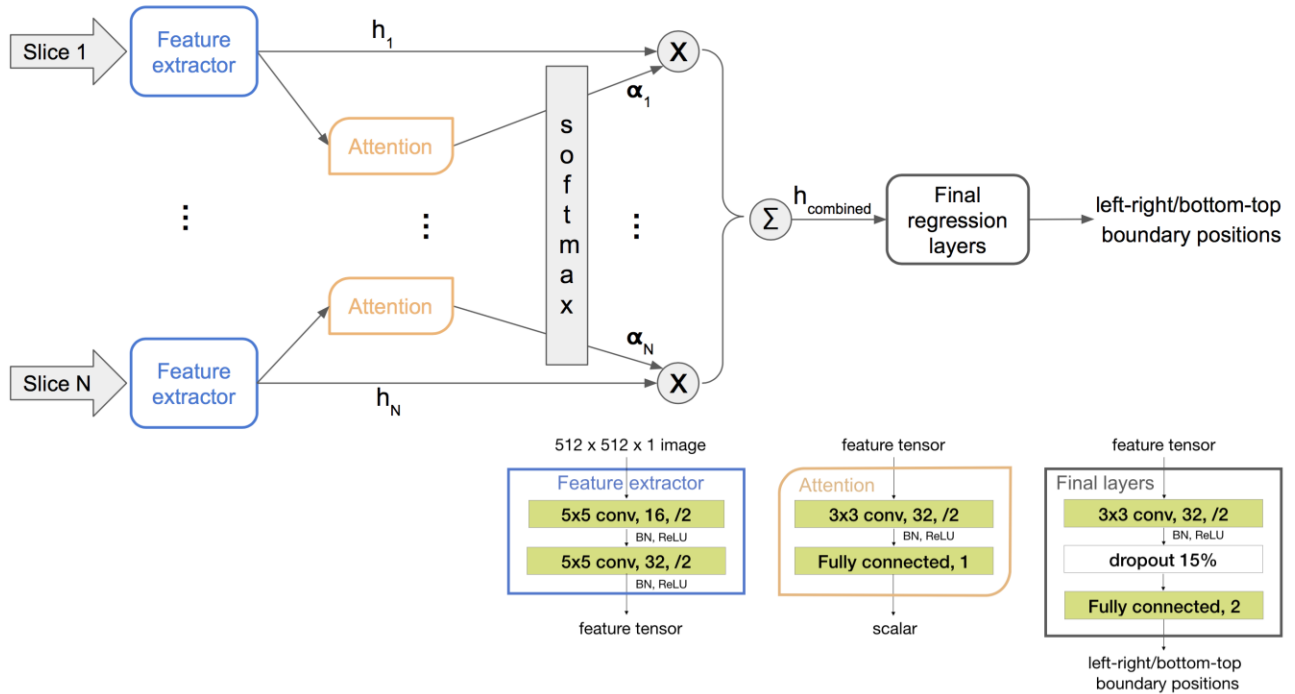 Slice 1
Feature
extractor
h1
X
α1
Attention
softmax
⋮
⋮
⋮
Σ
hcombined
Final
regression
layers
left-right/bottom-top
boundary positions
Attention
αN
Slice N
Feature
extractor
hN
X
512 x 512 x 1 image
Feature extractor
5x5 conv, 16, /2
BN, ReLU
5x5 conv, 32, /2
BN, ReLU
feature tensor
feature tensor
Attention
3x3 conv, 32, /2
BN, ReLU
Fully connected, 1
scalar
feature tensor
Final layers
3x3 conv, 32, /2
BN, ReLU
dropout 15%
Fully connected, 2
left-right/bottom-top
boundary positions